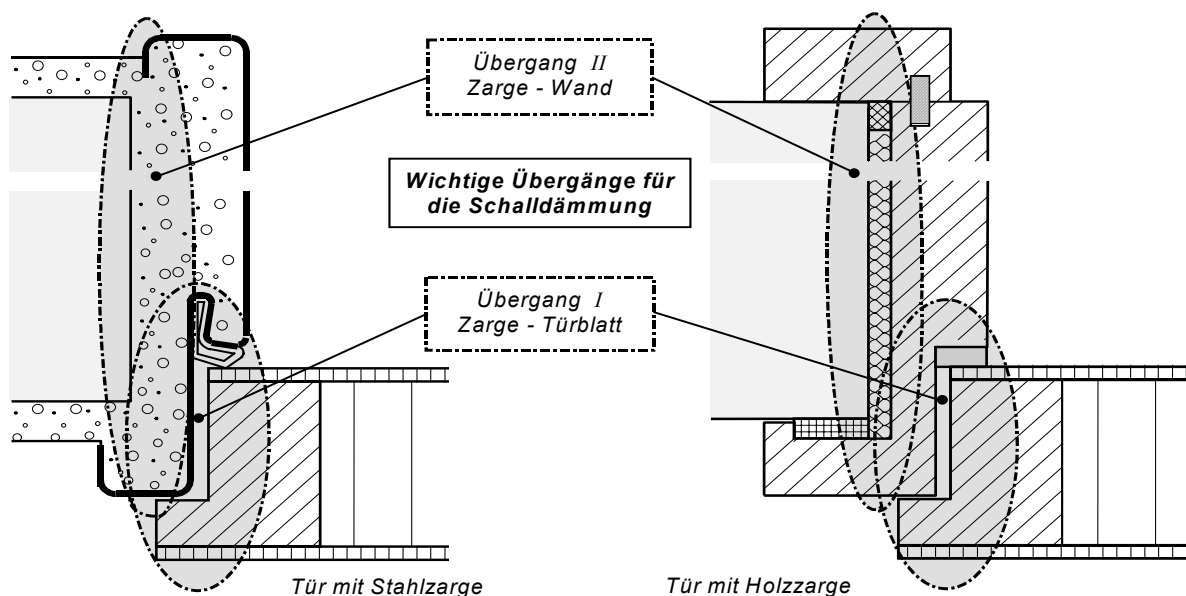 Übergang II
Zarge - Wand
Wichtige Übergänge für
die Schalldämmung
Übergang I
Zarge - Türblatt
Tür mit Stahlzarge
Tür mit Holzzarge